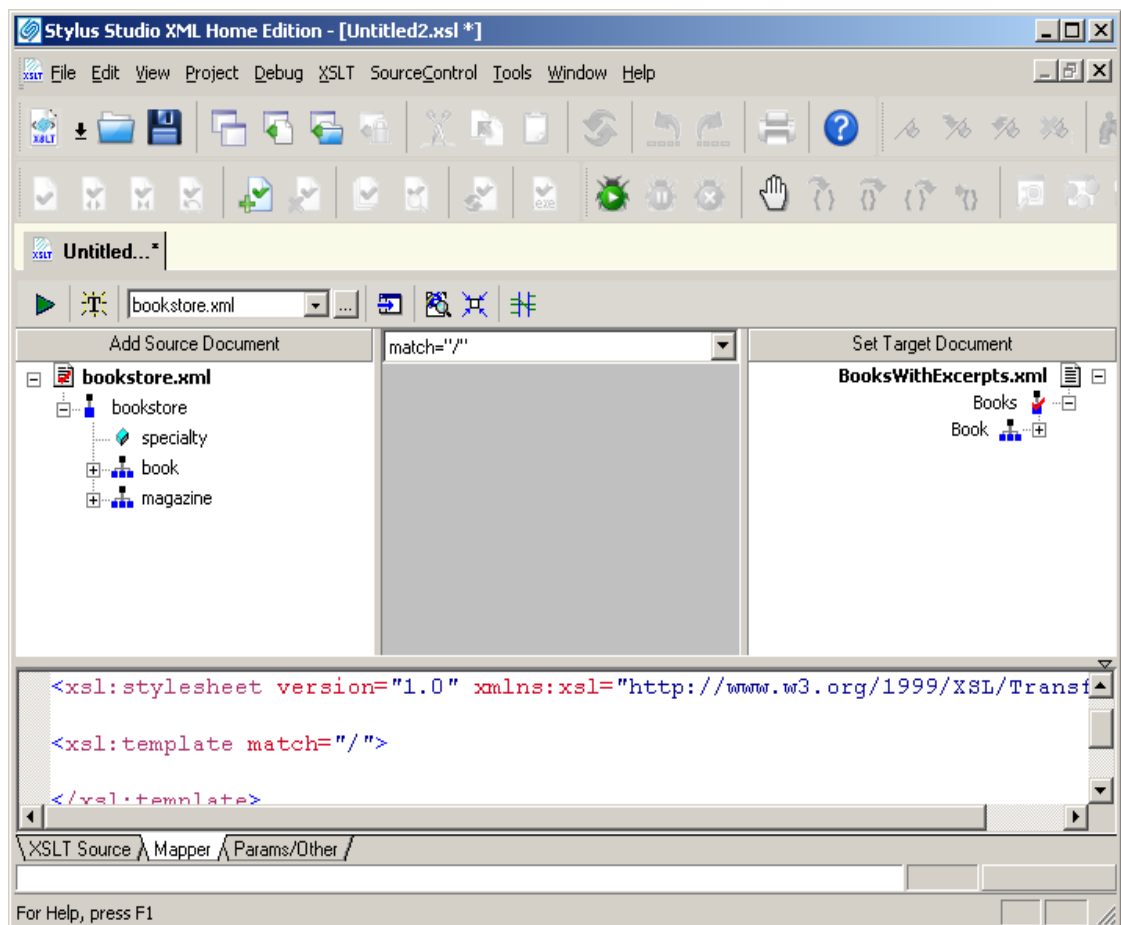 Stylus Studio XML Home Edition - [Untitled2.xsl *]
File Edit View Project Debug XSLT SourceControl Tools Window Help
Untitled...*
bookstore.xml
...
Add Source Document
match="/"
Set Target Document
bookstore.xml
bookstore
specialty
book
magazine
BooksWithExcerpts.xml
Books
Book
<xsl:stylesheet version="1.0" xmlns:xsl="http://www.w3.org/1999/XSL/Transf
<xsl:template match="/">
</xsl:template>
XSLT Source Mapper Params/Other
For Help, press F1